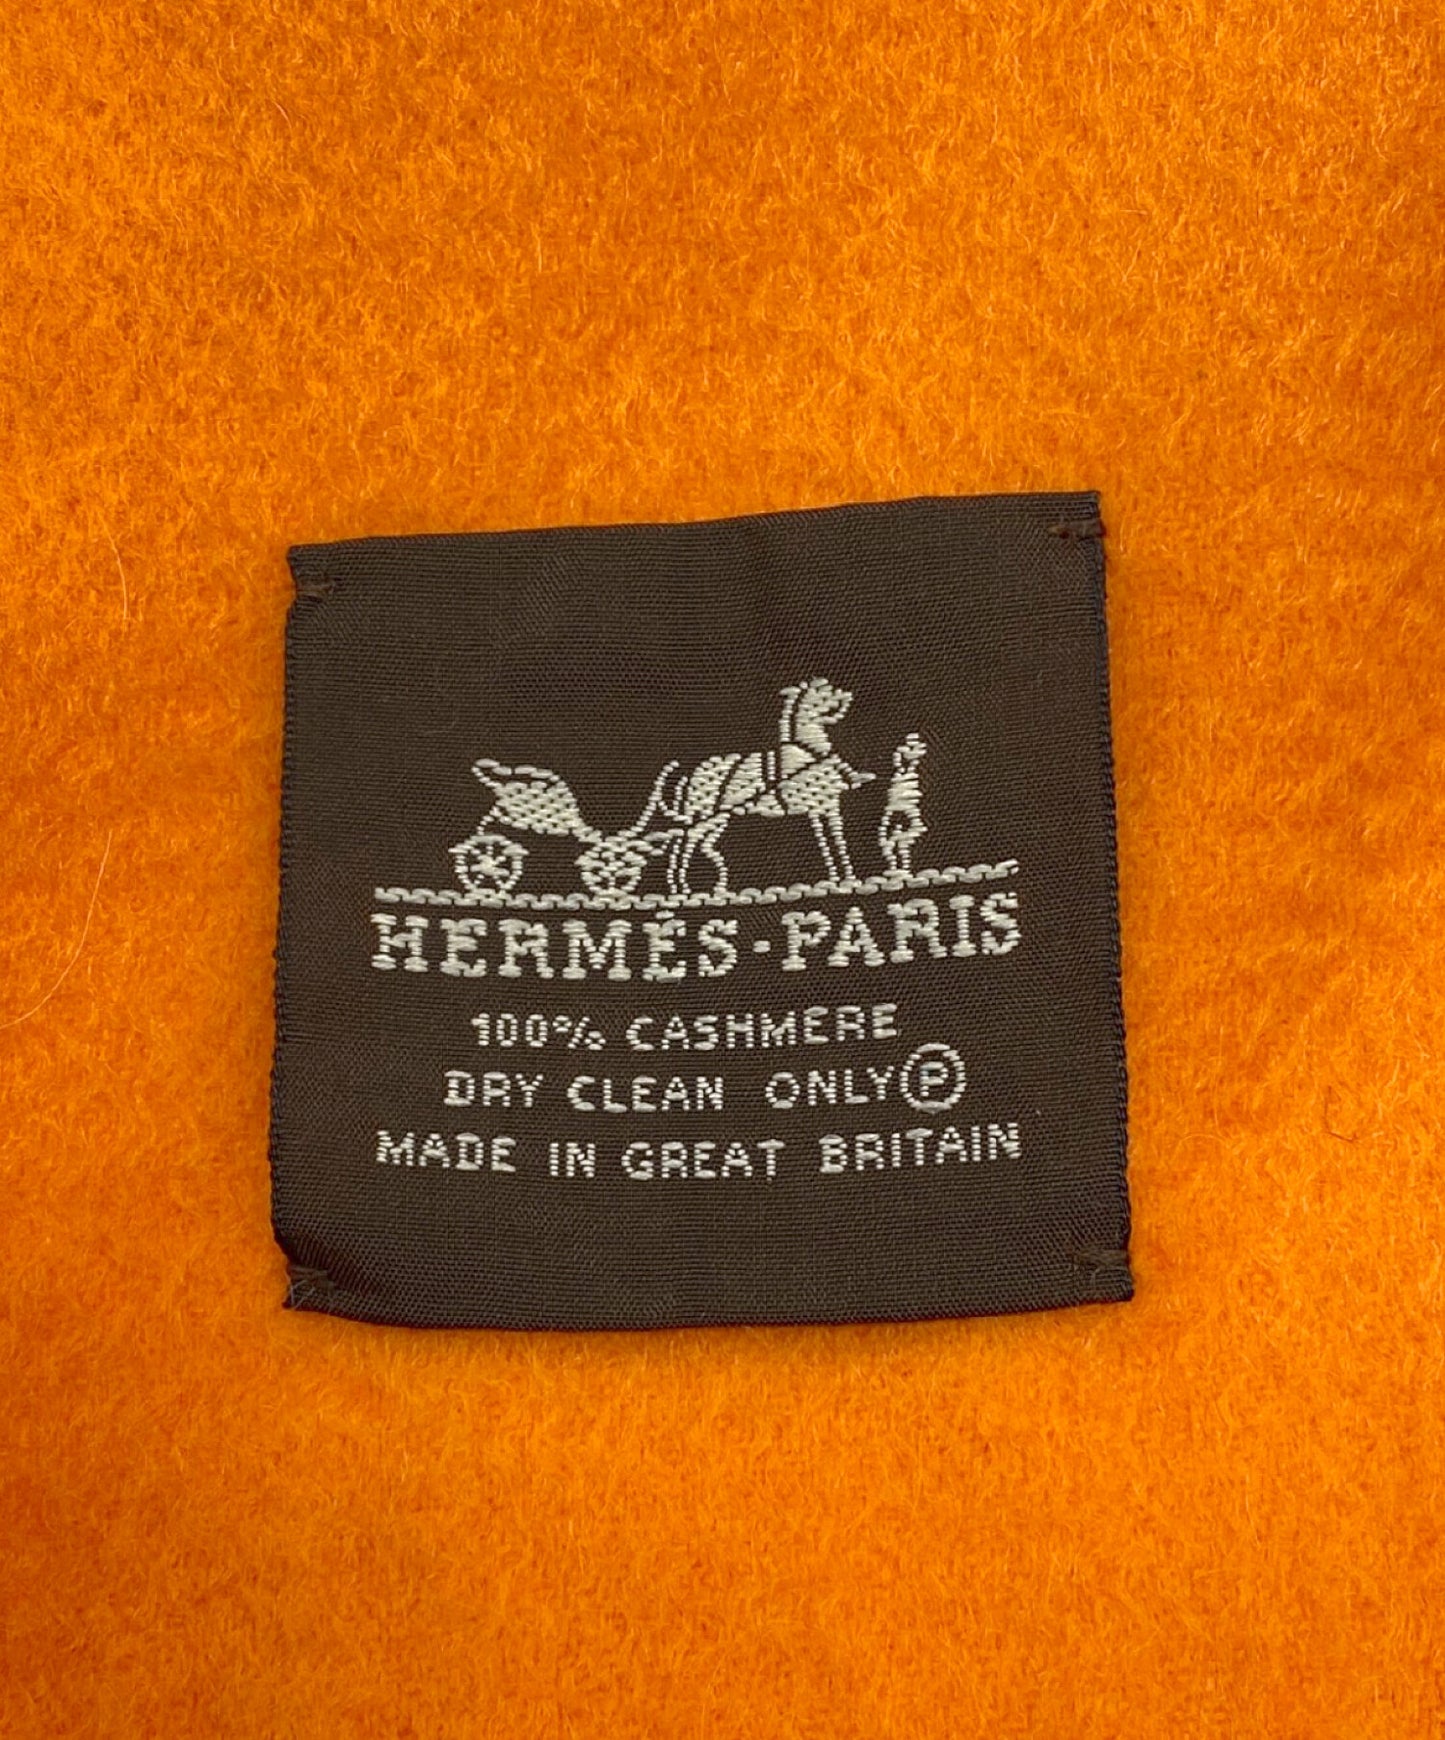 HERMÈS-PARIS
100% CASHMERE
DRY CLEAN ONLY Ⓟ
MADE IN GREAT BRITAIN